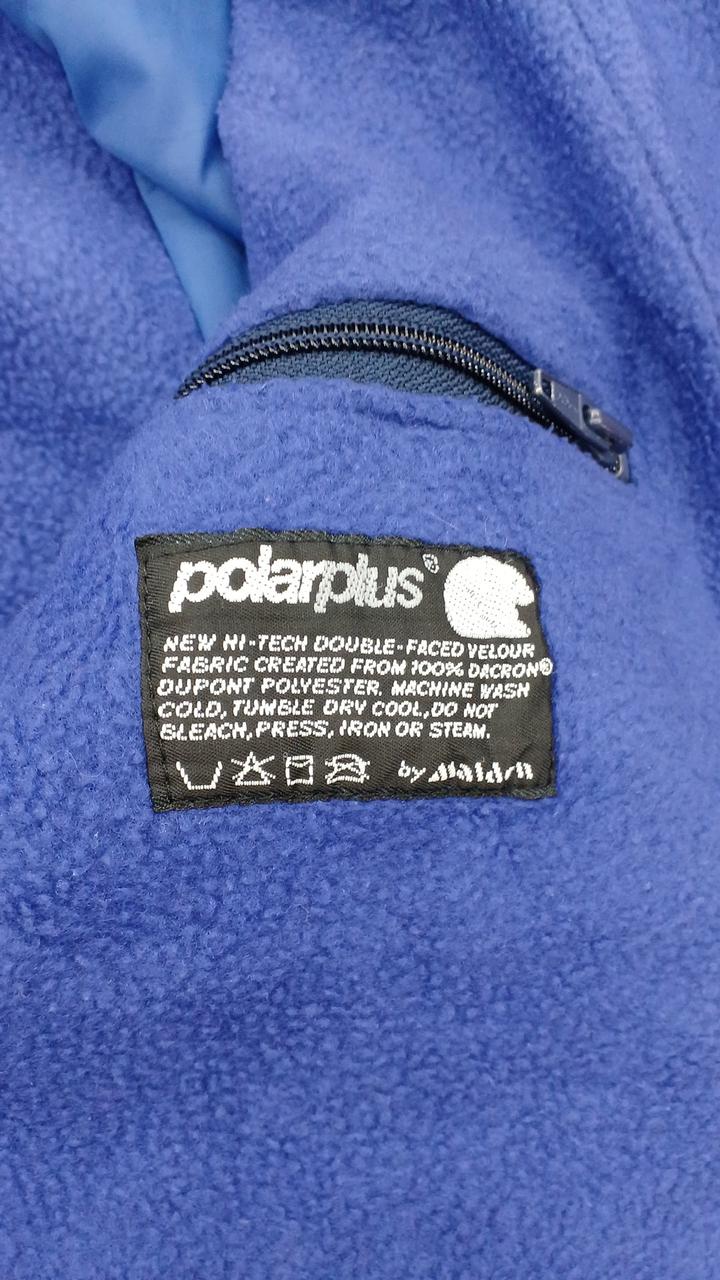 polarplus®
NEW HI-TECH DOUBLE-FACED VELOUR
FABRIC CREATED FROM 100% DACRON®
DUPONT POLYESTER. MACHINE WASH
COLD, TUMBLE DRY COOL, DO NOT
BLEACH, PRESS, IRON OR STEAM.
by malden